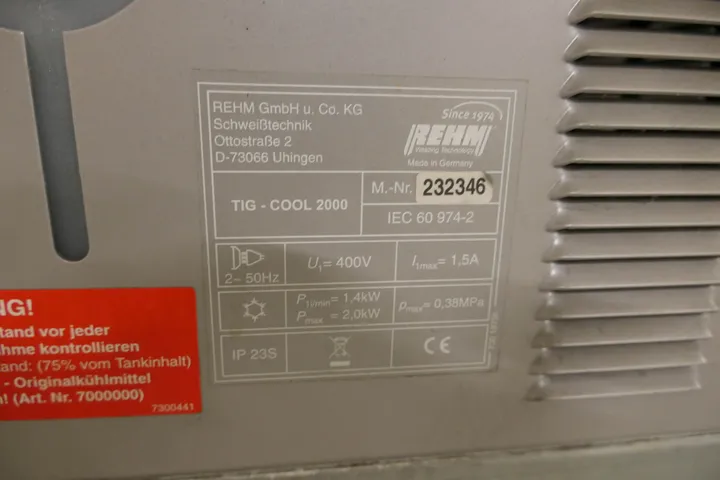 REHM GmbH u. Co. KG
Schweißtechnik
Ottostraße 2
D-73066 Uhingen
Since 1974
REHM
Welding Technology
Made in Germany
TIG - COOL 2000
M.-Nr. 232346
IEC 60 974-2
2~ 50Hz
U1= 400V
I1max= 1,5A
P1l/min= 1,4kW
Pmax = 2,0kW
pmax= 0,38MPa
IP 23S
CE
NG!
tand vor jeder
hme kontrollieren
tand: (75% vom Tankinhalt)
- Originalkühlmittel
! (Art. Nr. 7000000)
7300441